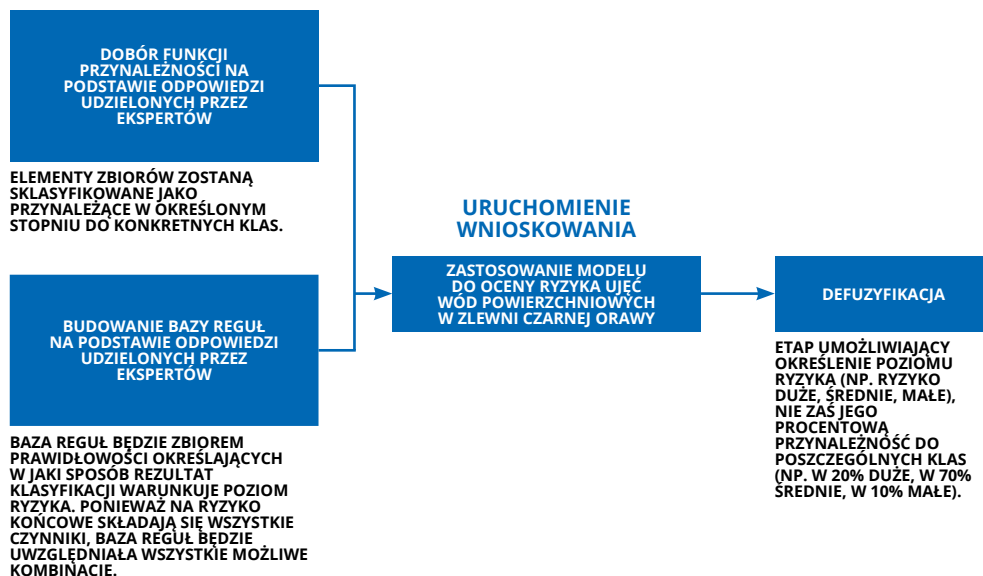 DOBÓR FUNKCJI
PRZYNALEŻNOŚCI NA
PODSTAWIE ODPOWIEDZI
UDZIELONYCH PRZEZ
EKSPERTÓW
ELEMENTY ZBIORÓW ZOSTANĄ
SKLASYFIKOWANE JAKO
PRZYNALEŻĄCE W OKREŚLONYM
STOPNIU DO KONKRETNYCH KLAS.
BUDOWANIE BAZY REGUŁ
NA PODSTAWIE ODPOWIEDZI
UDZIELONYCH PRZEZ
EKSPERTÓW
BAZA REGUŁ BĘDZIE ZBIOREM
PRAWIDŁOWOŚCI OKREŚLAJĄCYCH
W JAKI SPOSÓB REZULTAT
KLASYFIKACJI WARUNKUJE POZIOM
RYZYKA. PONIEWAŻ NA RYZYKO
KOŃCOWE SKŁADAJĄ SIĘ WSZYSTKIE
CZYNNIKI, BAZA REGUŁ BĘDZIE
UWZGLĘDNIAŁA WSZYSTKIE MOŻLIWE
KOMBINACJE.
URUCHOMIENIE
WNIOSKOWANIA
ZASTOSOWANIE MODELU
DO OCENY RYZYKA UJĘĆ
WÓD POWIERZCHNIOWYCH
W ZLEWNI CZARNEJ ORAWY
DEFUZYFIKACJA
ETAP UMOŻLIWIAJĄCY
OKREŚLENIE POZIOMU
RYZYKA (NP. RYZYKO
DUŻE, ŚREDNIE, MAŁE),
NIE ZAŚ JEGO
PROCENTOWĄ
PRZYNALEŻNOŚĆ DO
POSZCZEGÓLNYCH KLAS
(NP. W 20% DUŻE, W 70%
ŚREDNIE, W 10% MAŁE).